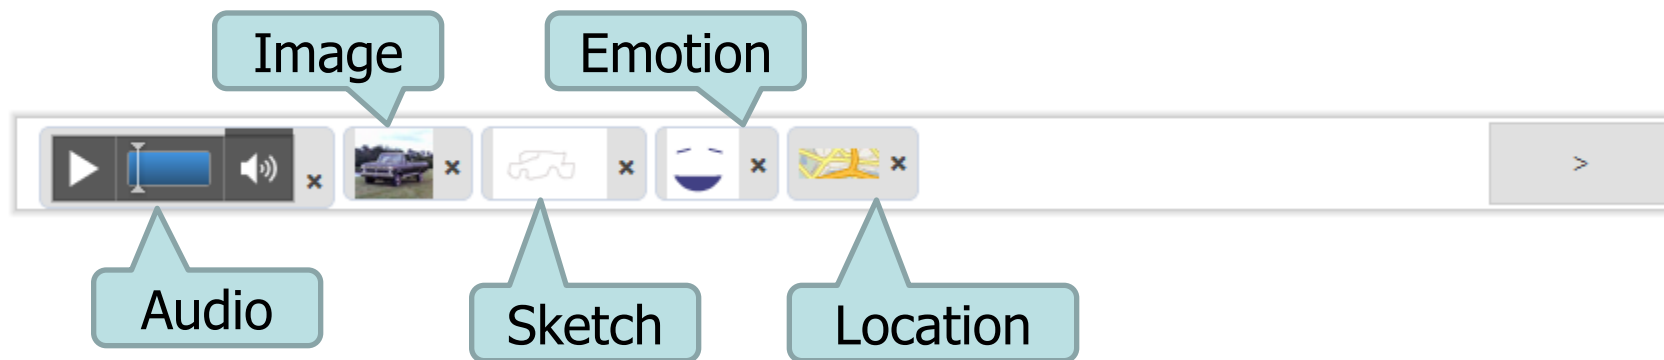 Image
Emotion
x x x x x
>
Audio
Sketch
Location